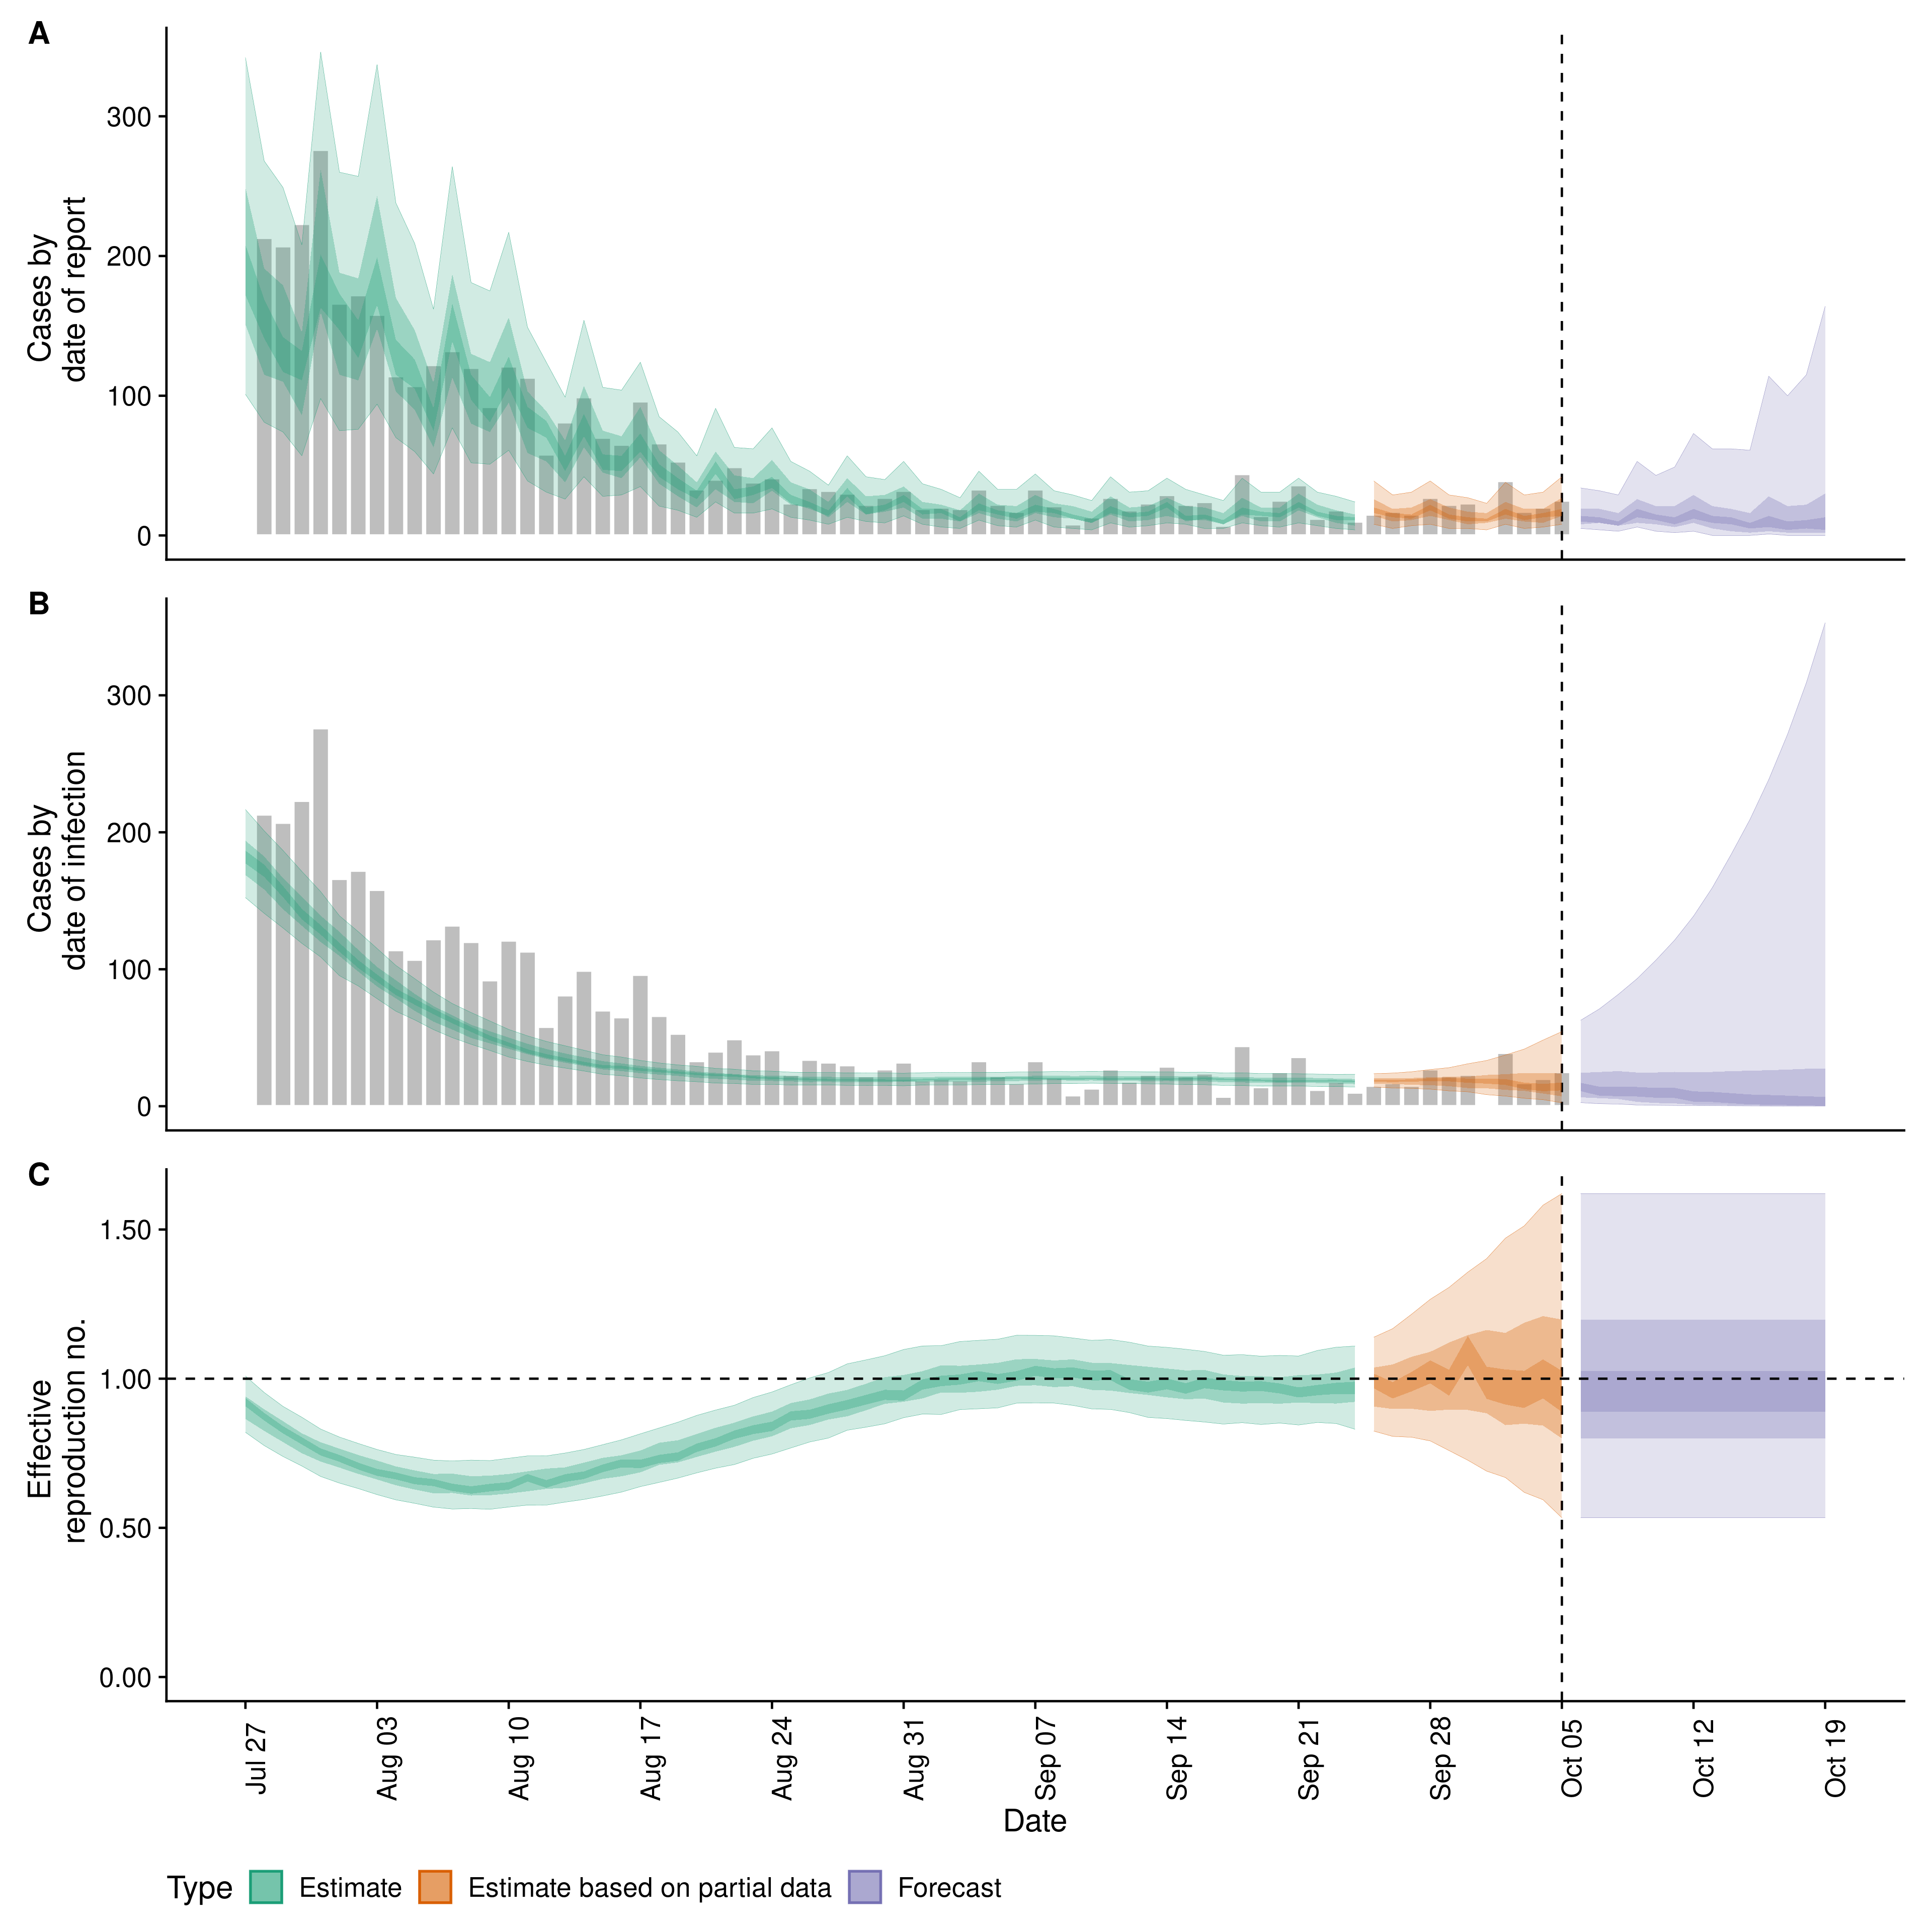 A
Cases by
date of report
300
200
100
0
B
Cases by
date of infection
300
200
100
0
C
Effective
reproduction no.
1.50
1.00
0.50
0.00
Jul 27
Aug 03
Aug 10
Aug 17
Aug 24
Aug 31
Sep 07
Sep 14
Sep 21
Sep 28
Oct 05
Oct 12
Oct 19
Date
Type Estimate Estimate based on partial data Forecast